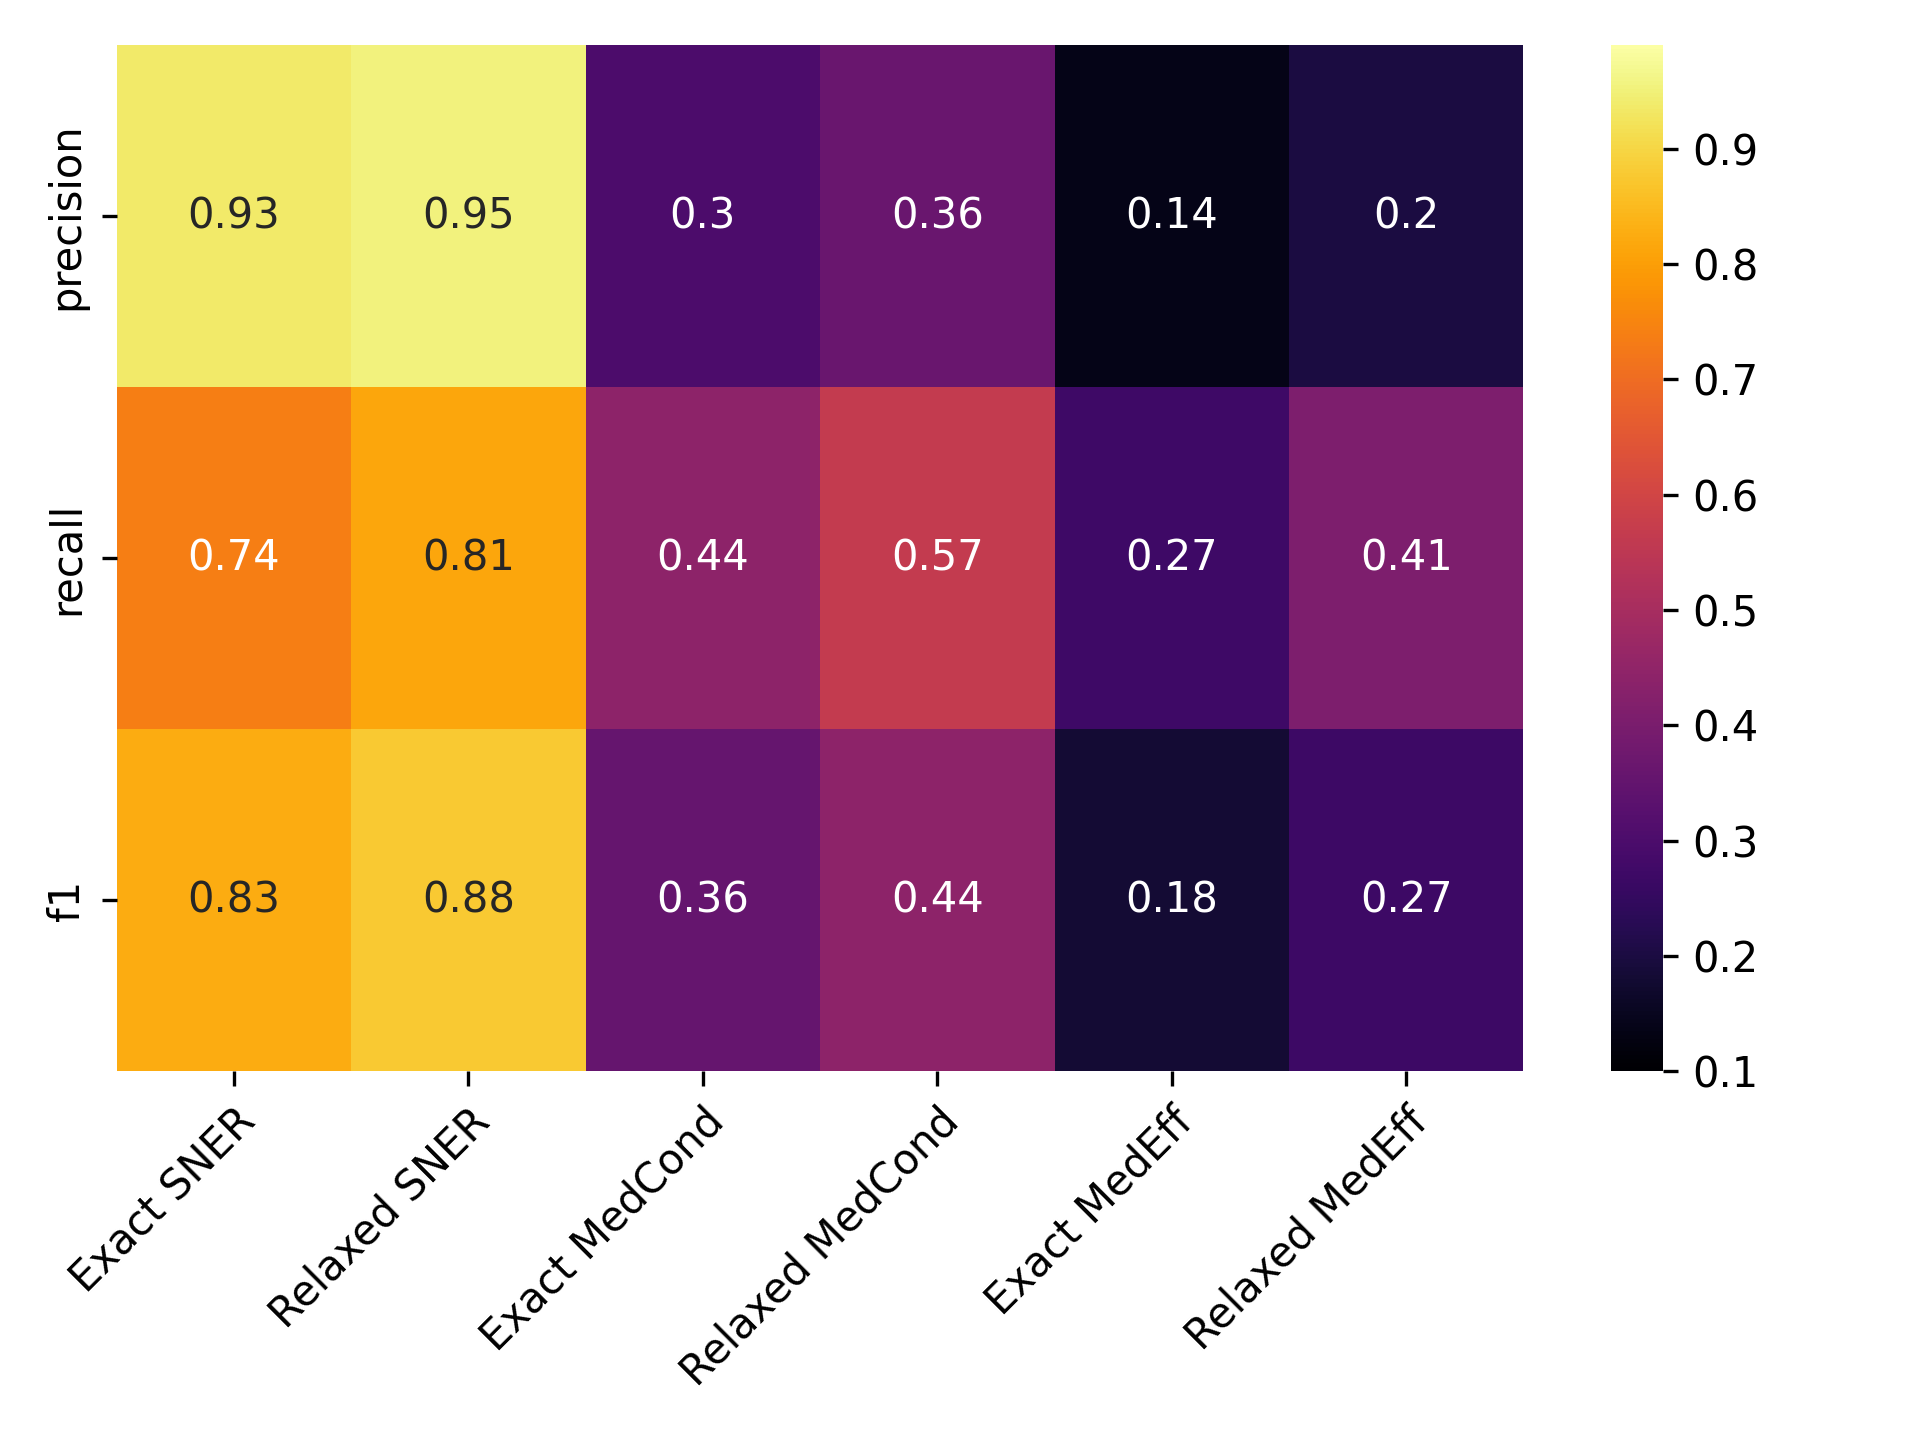 precision 0.93 0.95 0.3 0.36 0.14 0.2
recall 0.74 0.81 0.44 0.57 0.27 0.41
f1 0.83 0.88 0.36 0.44 0.18 0.27
Exact SNER
Relaxed SNER
Exact MedCond
Relaxed MedCond
Exact MedEff
Relaxed MedEff
0.9
0.8
0.7
0.6
0.5
0.4
0.3
0.2
0.1